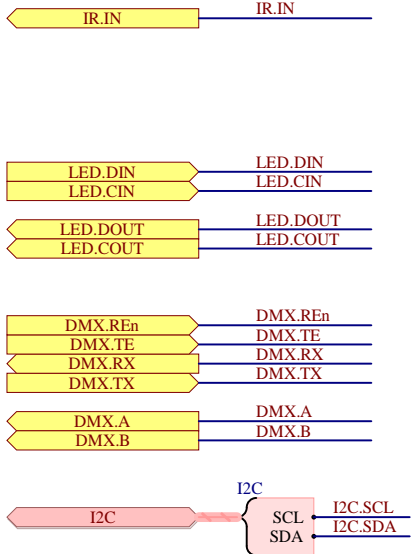 IR.IN IR.IN
LED.DIN LED.DIN
LED.CIN LED.CIN
LED.DOUT LED.DOUT
LED.COUT LED.COUT
DMX.REn DMX.REn
DMX.TE DMX.TE
DMX.RX DMX.RX
DMX.TX DMX.TX
DMX.A DMX.A
DMX.B DMX.B
I2C
I2C SCL I2C.SCL
SDA I2C.SDA